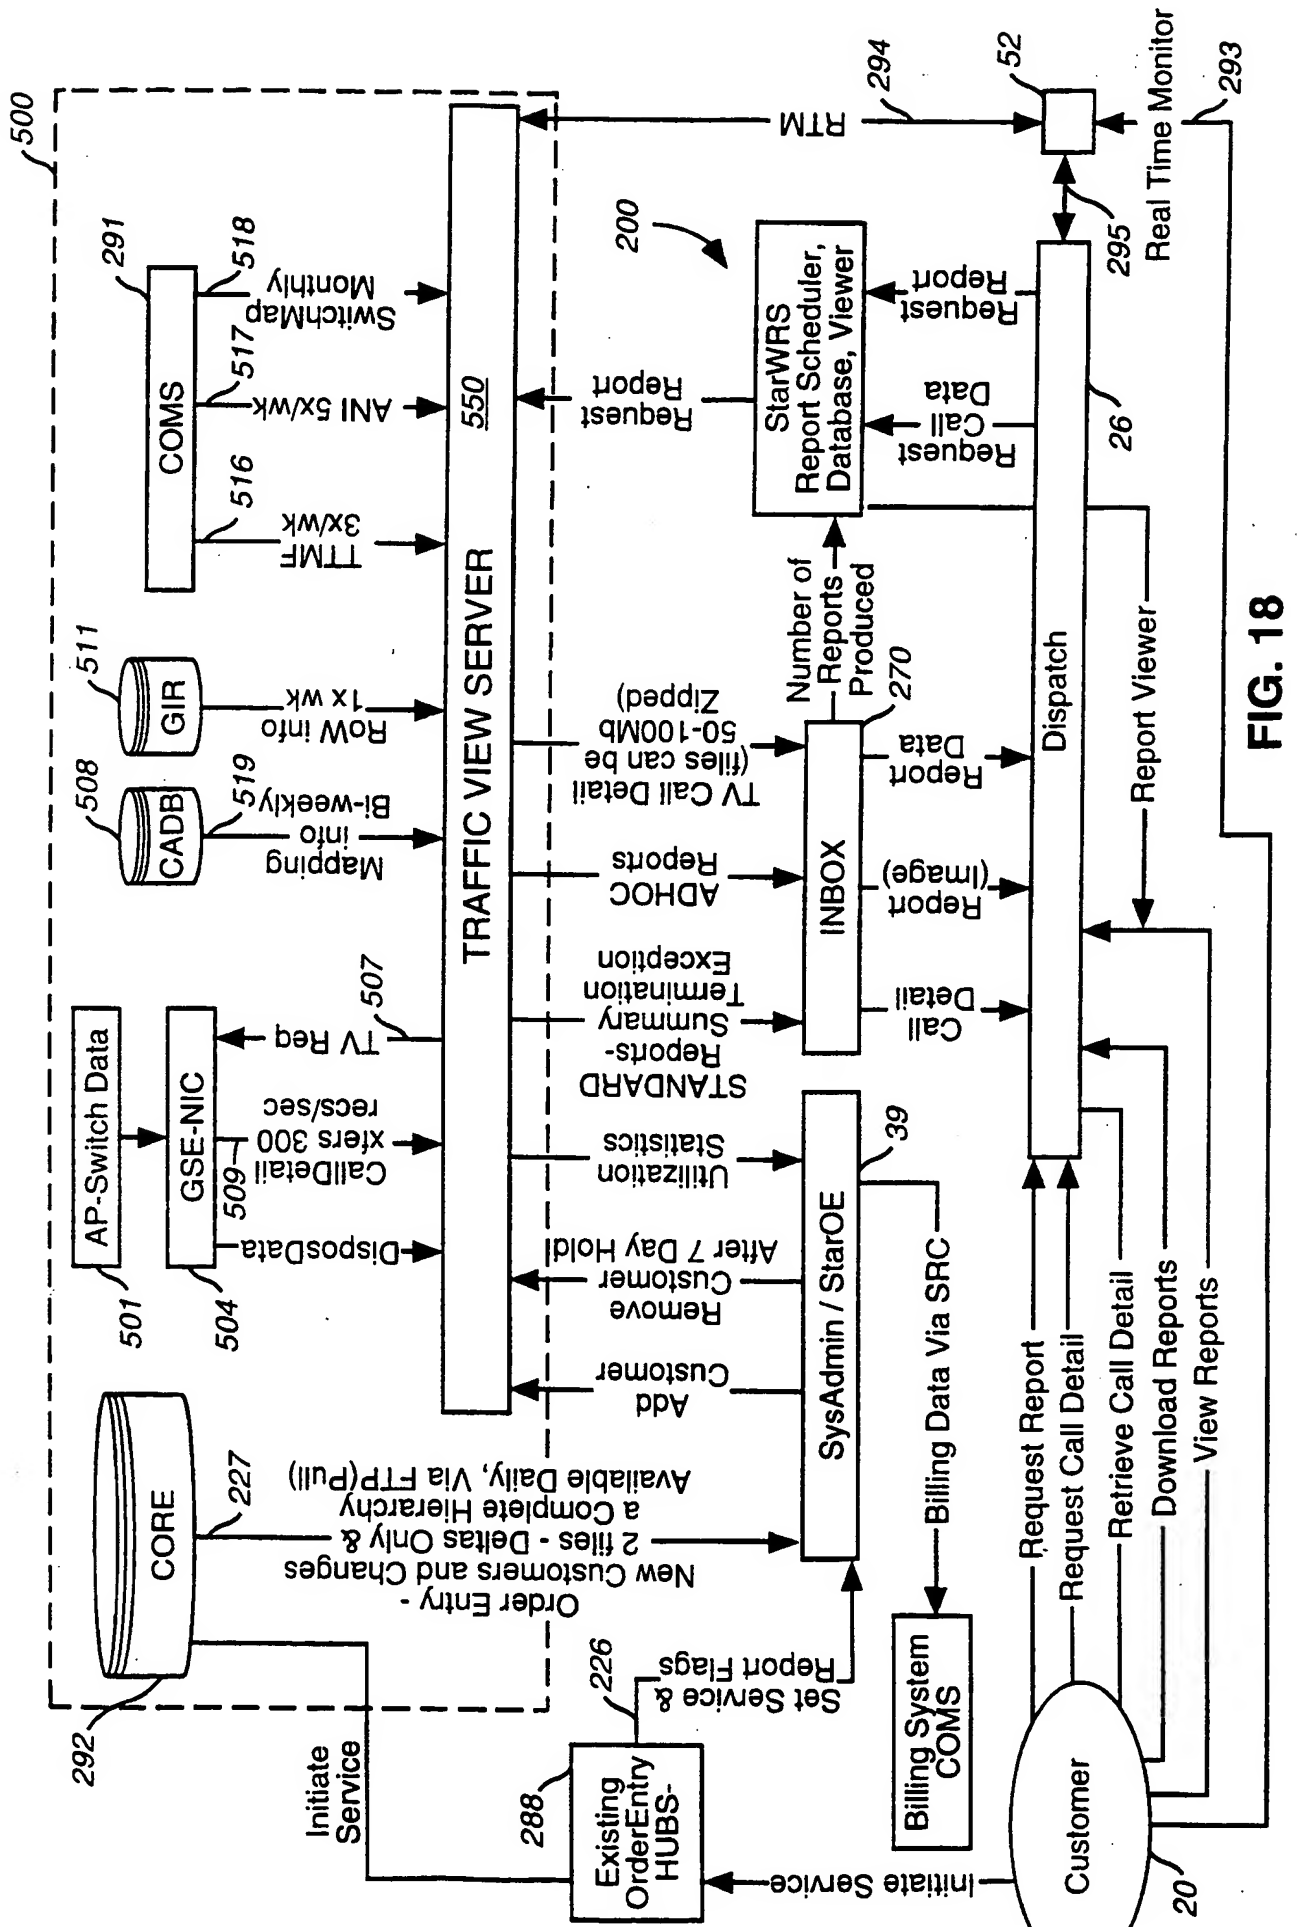 500
292
CORE
227
Order Entry -
New Customers and Changes
2 files - Deltas Only &
a Complete Hierarchy
Available Daily, Via FTP(Pull)
501
AP-Switch Data
504
GSE-NIC
DisposData
509
CallDetail
xfers 300
recs/sec
TV Req
507
508
CADB
519
Mapping
info
Bi-weekly
511
GIR
RoW info
1x wk
291
COMS
516
TTMF
3x/wk
517
ANI 5x/wk
518
SwitchMap
Monthly
TRAFFIC VIEW SERVER
550
Initiate
Service
288
Existing
OrderEntry
HUBS-
226
Set Service &
Report Flags
Add
Customer
Remove
Customer
After 7 Day Hold
Utilization
Statistics
STANDARD
Reports-
Summary
Termination
Exception
ADHOC
Reports
TV Call Detail
(files can be
50-100Mb
Zipped)
Request
Report
RTM
294
SysAdmin / StarOE
39
INBOX
270
Number of
Reports
Produced
200
StarWRS
Report Scheduler,
Database, Viewer
52
Billing System
COMS
Billing Data Via SRC
Call
Detail
Report
(Image)
Report
Data
Request
Call
Data
Request
Report
295
Real Time Monitor
293
Initiate Service
Customer
20
Request Report
Request Call Detail
Retrieve Call Detail
Download Reports
View Reports
Dispatch
26
Report Viewer
FIG. 18